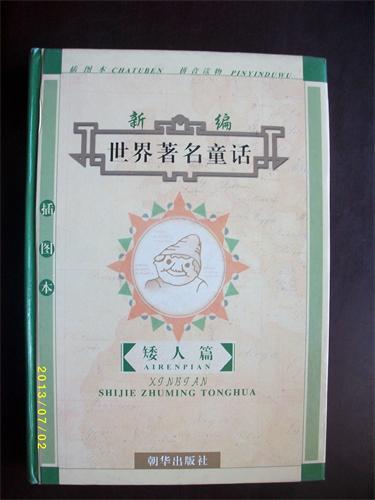 插图本 CHATUBEN 拼音读物 PINYINDUWU
新 编
世界著名童话
插图本
矮人篇
AIRENPIAN
XINBIAN
SHIJIE ZHUMING TONGHUA
朝华出版社
2013/07/02